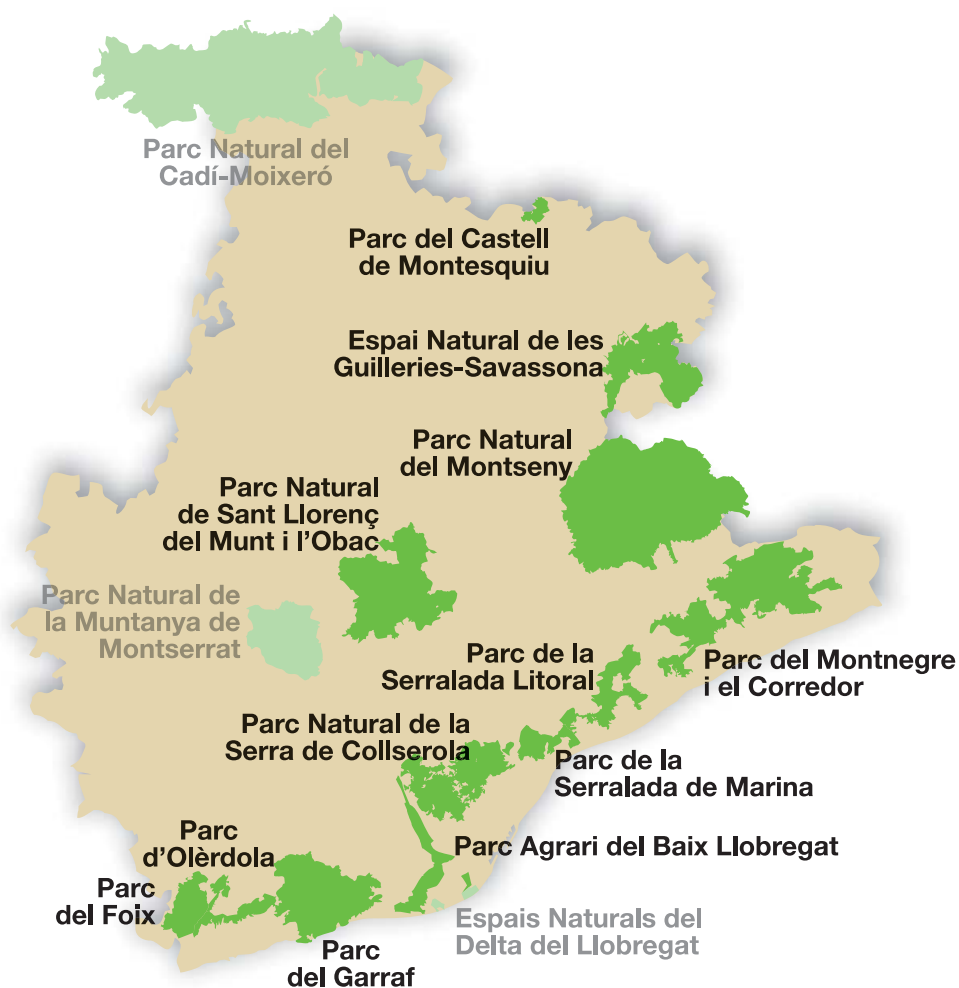 Parc Natural del
Cadí-Moixeró
Parc del Castell
de Montesquiu
Espai Natural de les
Guilleries-Savassona
Parc Natural
del Montseny
Parc Natural
de Sant Llorenç
del Munt i l'Obac
Parc Natural de
la Muntanya de
Montserrat
Parc de la
Serralada Litoral
Parc del Montnegre
i el Corredor
Parc Natural de la
Serra de Collserola
Parc de la
Serralada de Marina
Parc
d'Olèrdola
Parc Agrari del Baix Llobregat
Parc
del Foix
Espais Naturals del
Delta del Llobregat
Parc
del Garraf